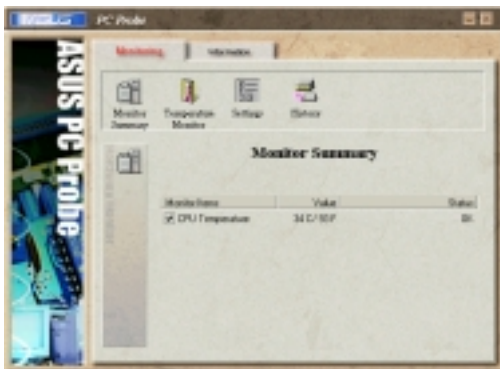 PC Probe
ASUS PC Probe
Monitoring
Information
Monitor Summary
Temperature Monitor
Settings
History
Monitor Summary
Monitor Items Value Status
CPU Temperature OK